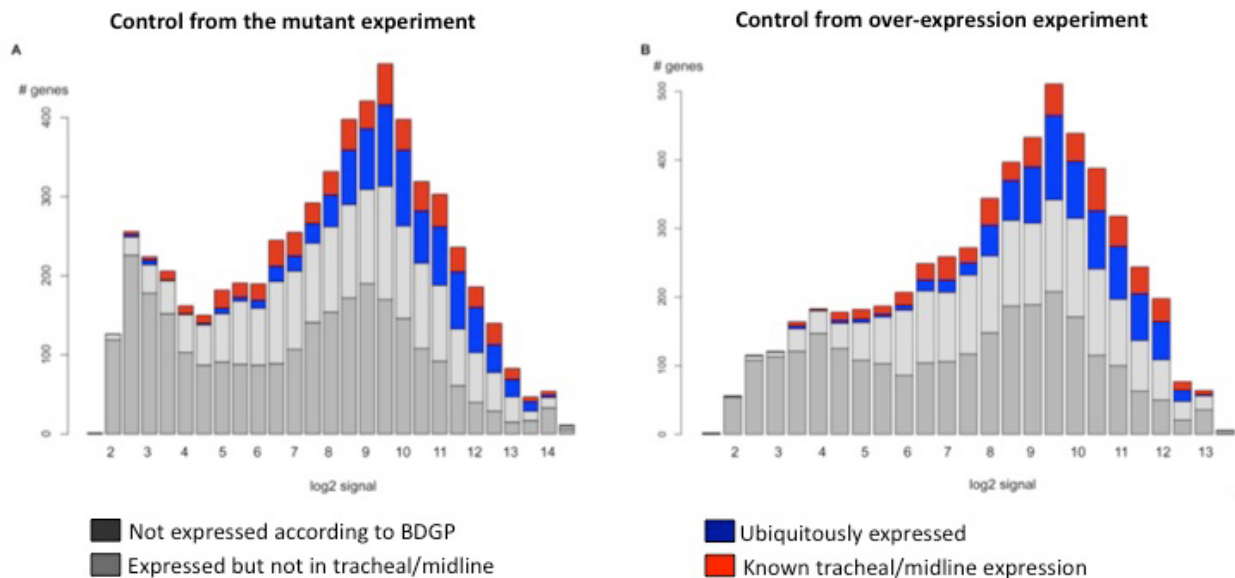 Control from the mutant experiment
Control from over-expression experiment
A
# genes
400
300
200
100
0
2 3 4 5 6 7 8 9 10 11 12 13 14
log2 signal
B
# genes
500
400
300
200
100
0
2 3 4 5 6 7 8 9 10 11 12 13
log2 signal
Not expressed according to BDGP
Expressed but not in tracheal/midline
Ubiquitously expressed
Known tracheal/midline expression